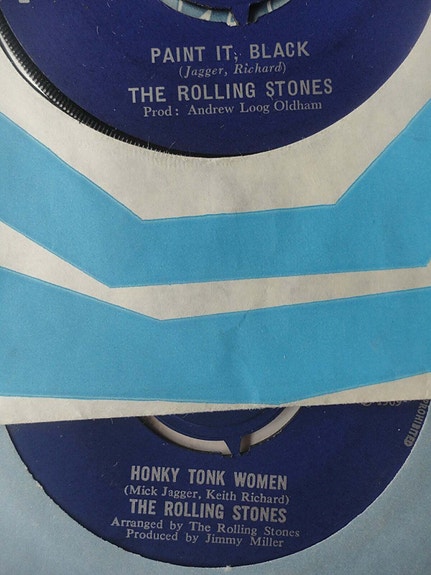 PAINT IT, BLACK
(Jagger, Richard)
THE ROLLING STONES
Prod: Andrew Loog Oldham
HONKY TONK WOMEN
(Mick Jagger, Keith Richard)
THE ROLLING STONES
Arranged by The Rolling Stones
Produced by Jimmy Miller